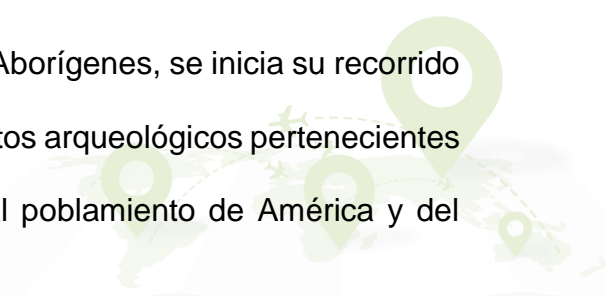 Aborígenes, se inicia su recorrido
tos arqueológicos pertenecientes
l poblamiento de América y del